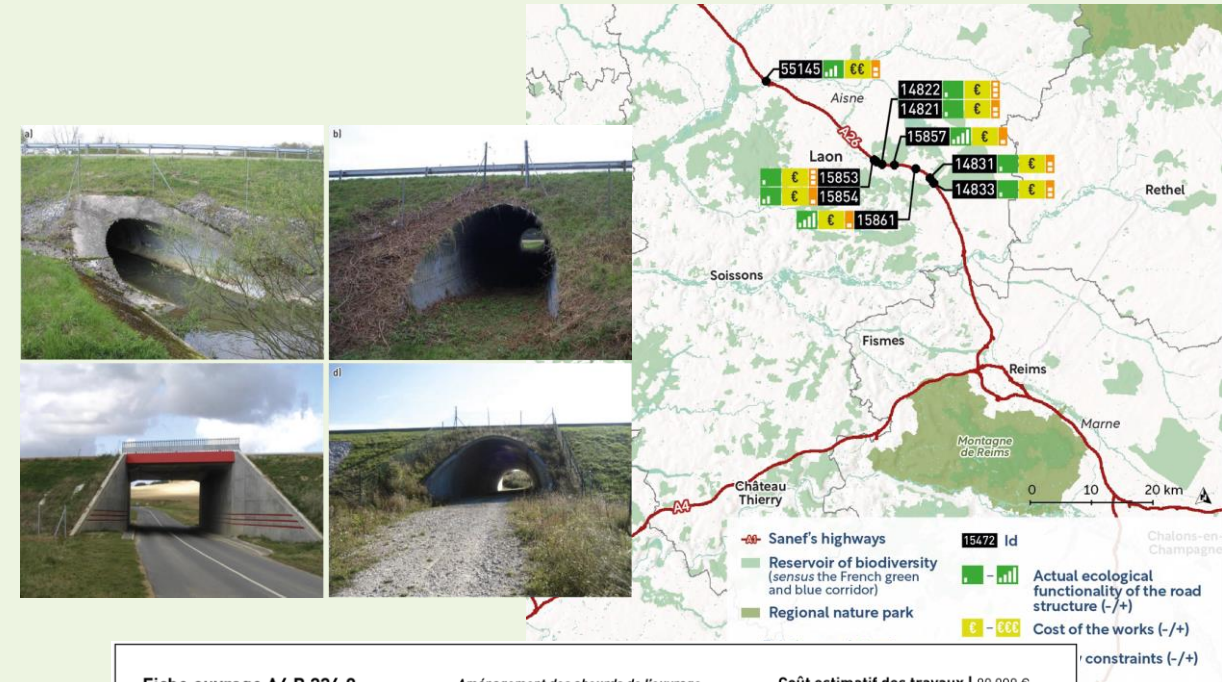 a)
b)
d)
55145 €€
Aisne
14822 €
14821 €
A26
15857 €
Laon
€ 15853
€ 15854
14831 €
14833 €
€ 15861
Rethel
Soissons
Fismes
Reims
Marne
Montagne
de Reims
Château
Thierry
A4
0 10 20 km
Sanef's highways
Reservoir of biodiversity
(sensus the French green
and blue corridor)
Regional nature park
15472 Id
Chalons-en-
Champagne
Actual ecological
functionality of the road
structure (-/+)
€ - €€€ Cost of the works (-/+)
constraints (-/+)